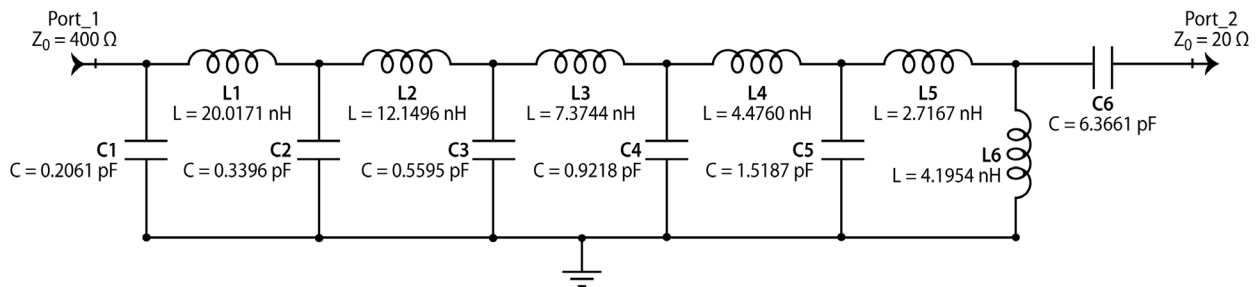 Port_1
Z0 = 400 Ω
Port_2
Z0 = 20 Ω
L1
L = 20.0171 nH
L2
L = 12.1496 nH
L3
L = 7.3744 nH
L4
L = 4.4760 nH
L5
L = 2.7167 nH
C6
C = 6.3661 pF
C1
C = 0.2061 pF
C2
C = 0.3396 pF
C3
C = 0.5595 pF
C4
C = 0.9218 pF
C5
C = 1.5187 pF
L6
L = 4.1954 nH